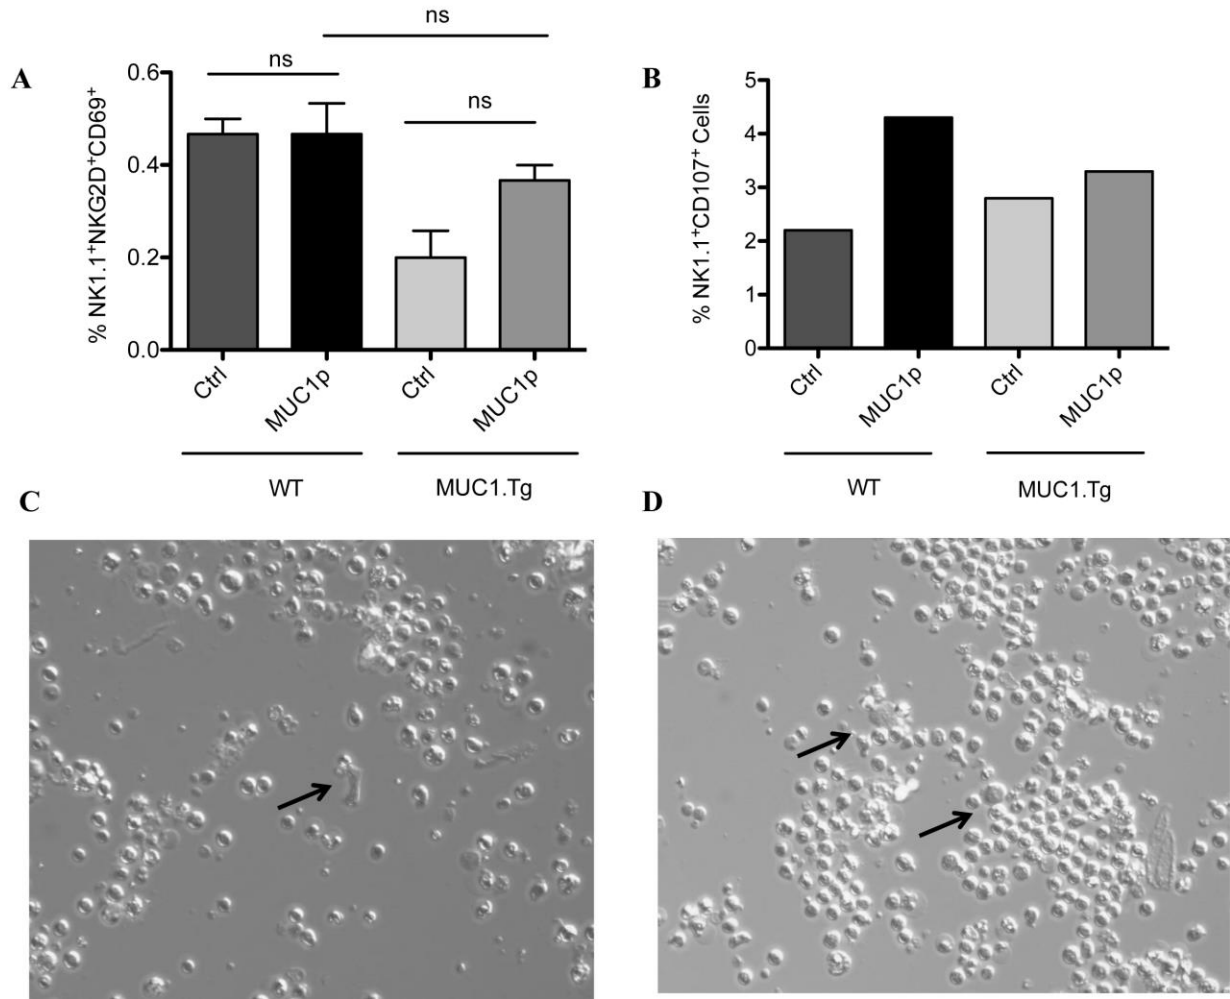 A
ns
ns
ns
% NK1.1⁺NKG2D⁺CD69⁺
0.6
0.4
0.2
0.0
Ctrl
MUC1p
Ctrl
MUC1p
WT
MUC1.Tg
B
% NK1.1⁺CD107⁺ Cells
5
4
3
2
1
0
Ctrl
MUC1p
Ctrl
MUC1p
WT
MUC1.Tg
C
D